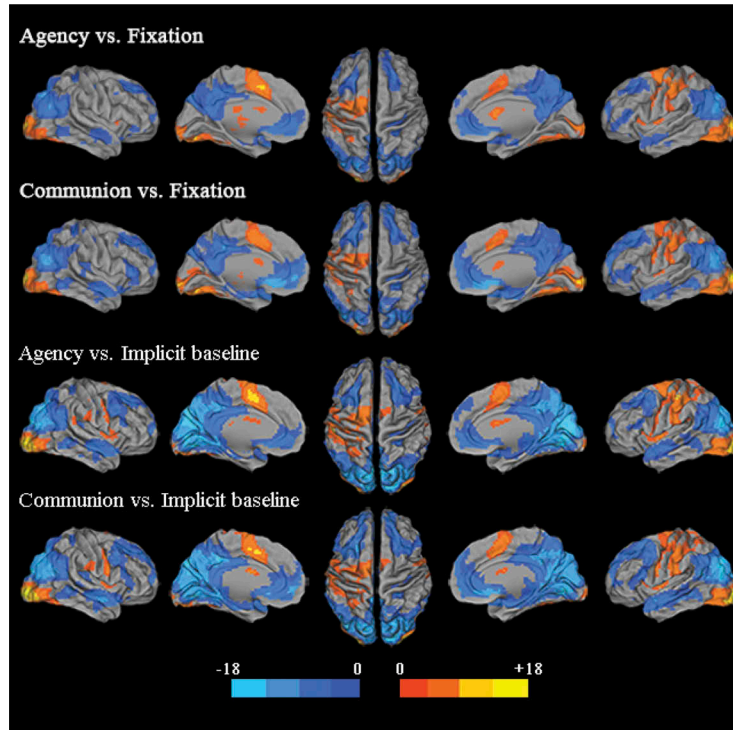 Agency vs. Fixation
Communion vs. Fixation
Agency vs. Implicit baseline
Communion vs. Implicit baseline
-18 0 0 +18